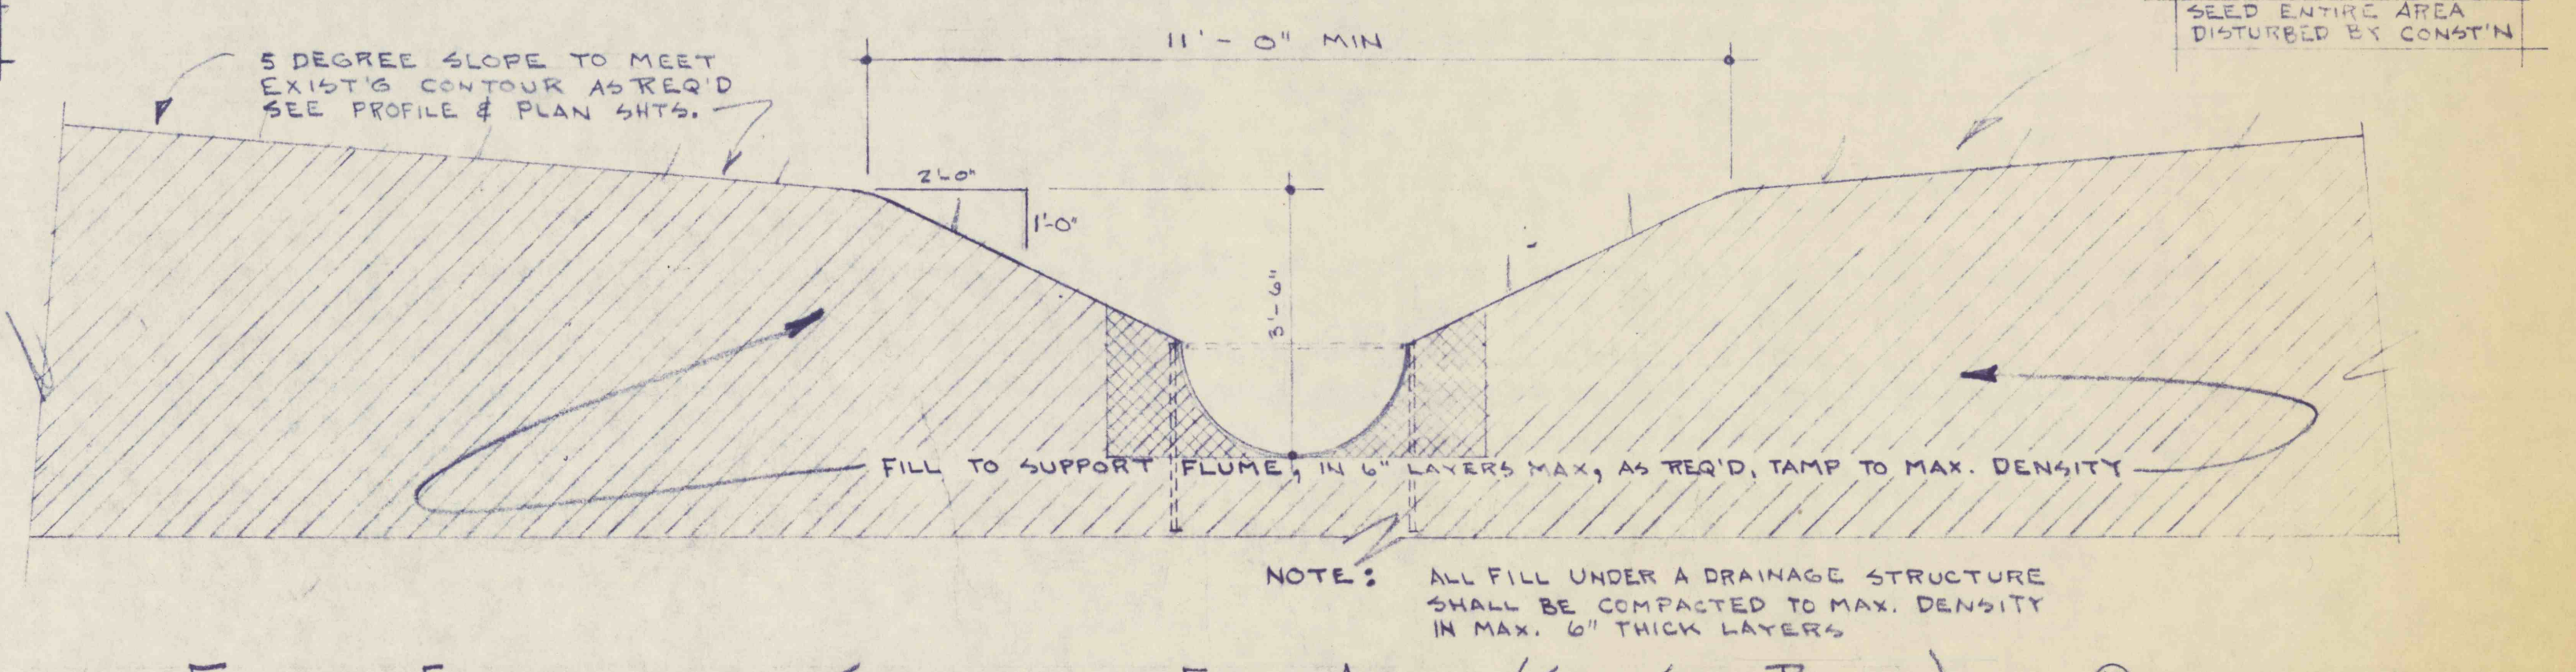 SEED ENTIRE AREA
DISTURBED BY CONST'N
11'-0" MIN
5 DEGREE SLOPE TO MEET
EXIST'G CONTOUR AS REQ'D
SEE PROFILE & PLAN SHTS.
2'-0"
1'-0"
3'-6"
FILL TO SUPPORT FLUME, IN 6" LAYERS MAX, AS REQ'D, TAMP TO MAX. DENSITY
NOTE: ALL FILL UNDER A DRAINAGE STRUCTURE
SHALL BE COMPACTED TO MAX. DENSITY
IN MAX. 6" THICK LAYERS